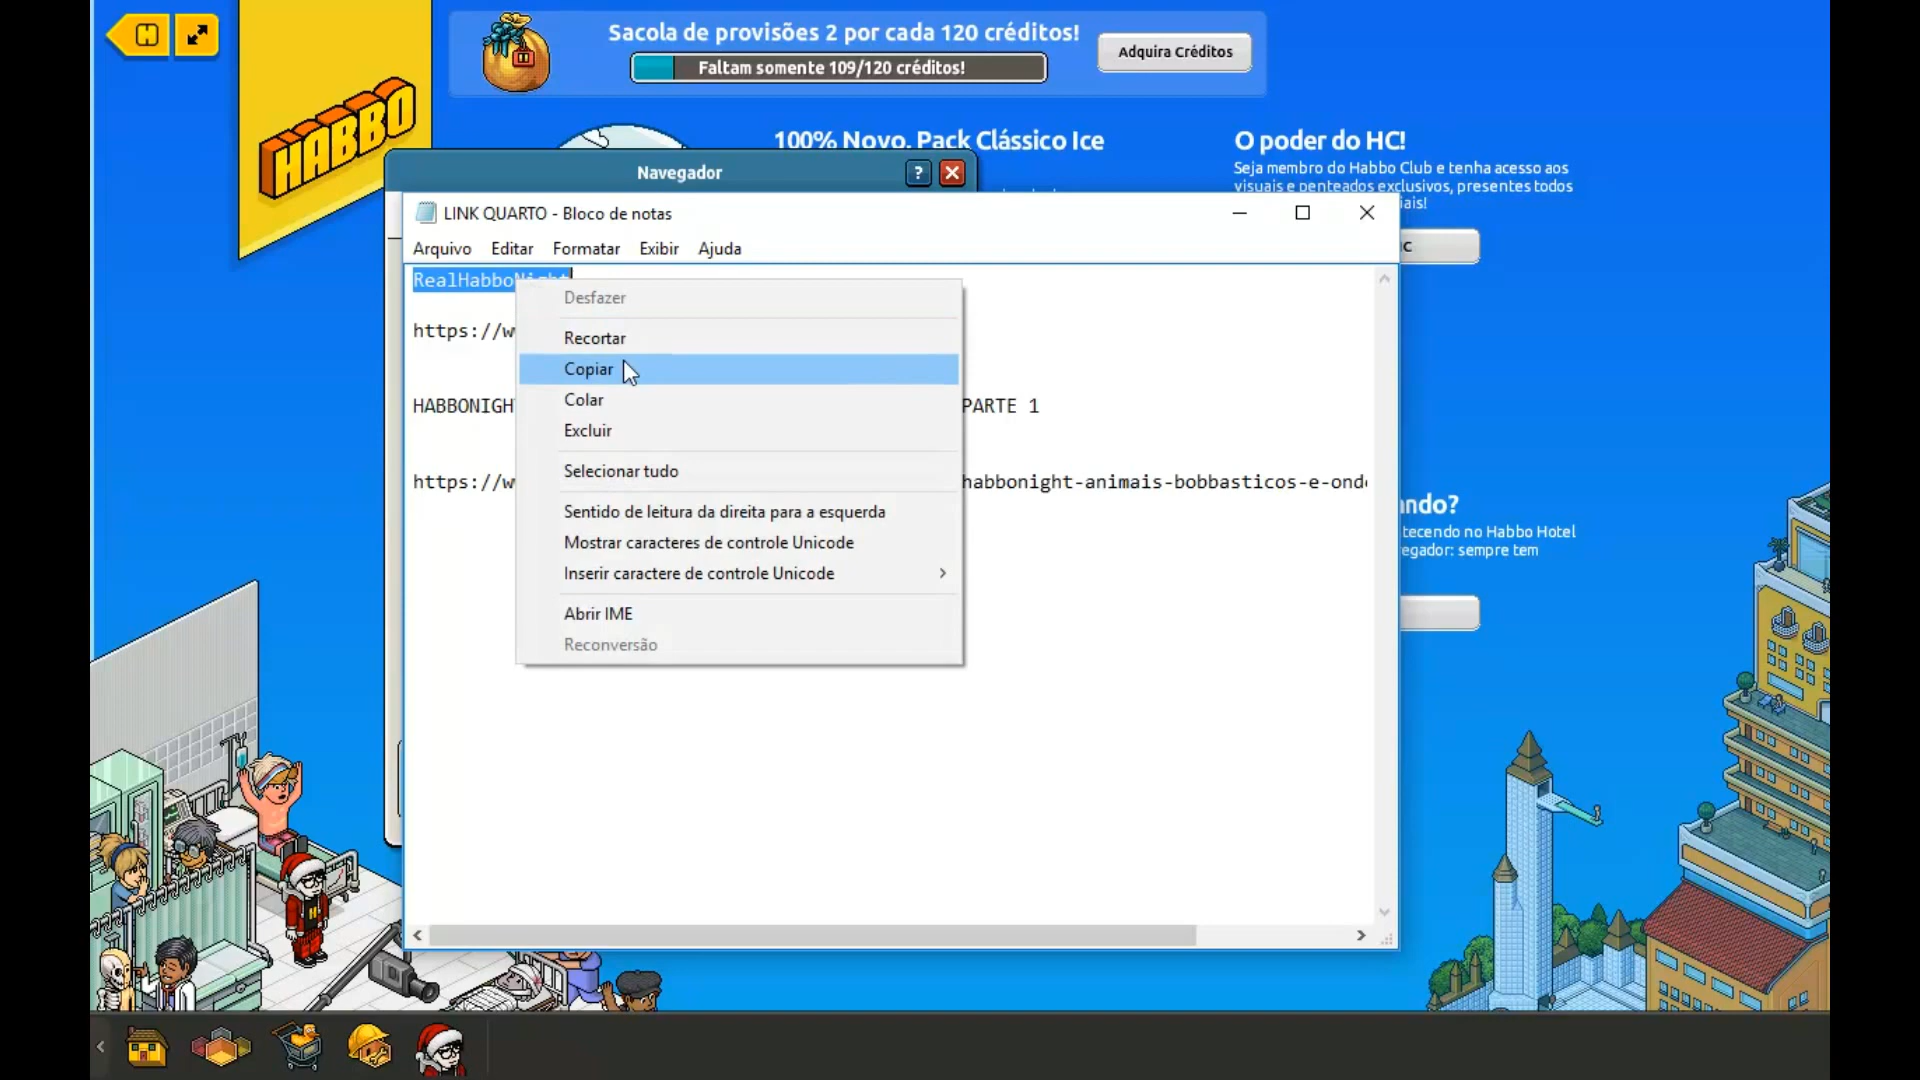 HABBO
Sacola de provisões 2 por cada 120 créditos!
Faltam somente 109/120 créditos!
Adquira Créditos
100% Novo, Pack Clássico Ice
O poder do HC!
Seja membro do Habbo Club e tenha acesso aos
visuais e penteados exclusivos, presentes todos
iais!
Navegador
?
LINK QUARTO - Bloco de notas
Arquivo Editar Formatar Exibir Ajuda
RealHabboNight
Desfazer
https://w
Recortar
Copiar
Colar
HABBONIGH PARTE 1
Excluir
Selecionar tudo
https://w habbonight-animais-bobbasticos-e-ond
Sentido de leitura da direita para a esquerda
Mostrar caracteres de controle Unicode
Inserir caractere de controle Unicode
Abrir IME
Reconversão
ndo?
tecendo no Habbo Hotel
egador: sempre tem